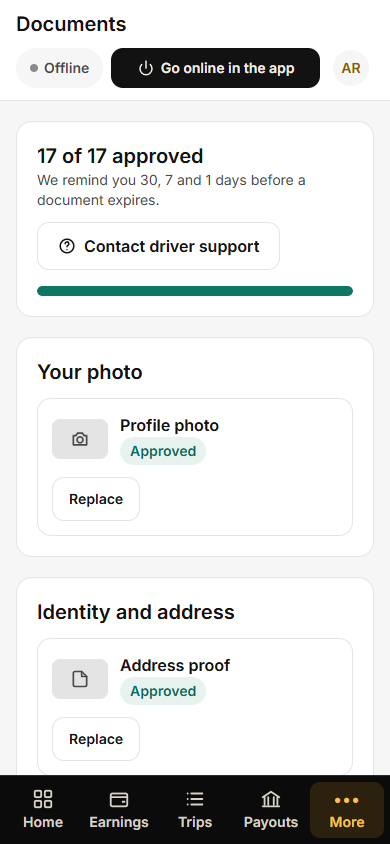 Documents
Offline
Go online in the app
AR
17 of 17 approved
We remind you 30, 7 and 1 days before a
document expires.
Contact driver support
Your photo
Profile photo
Approved
Replace
Identity and address
Address proof
Approved
Replace
Home
Earnings
Trips
Payouts
More